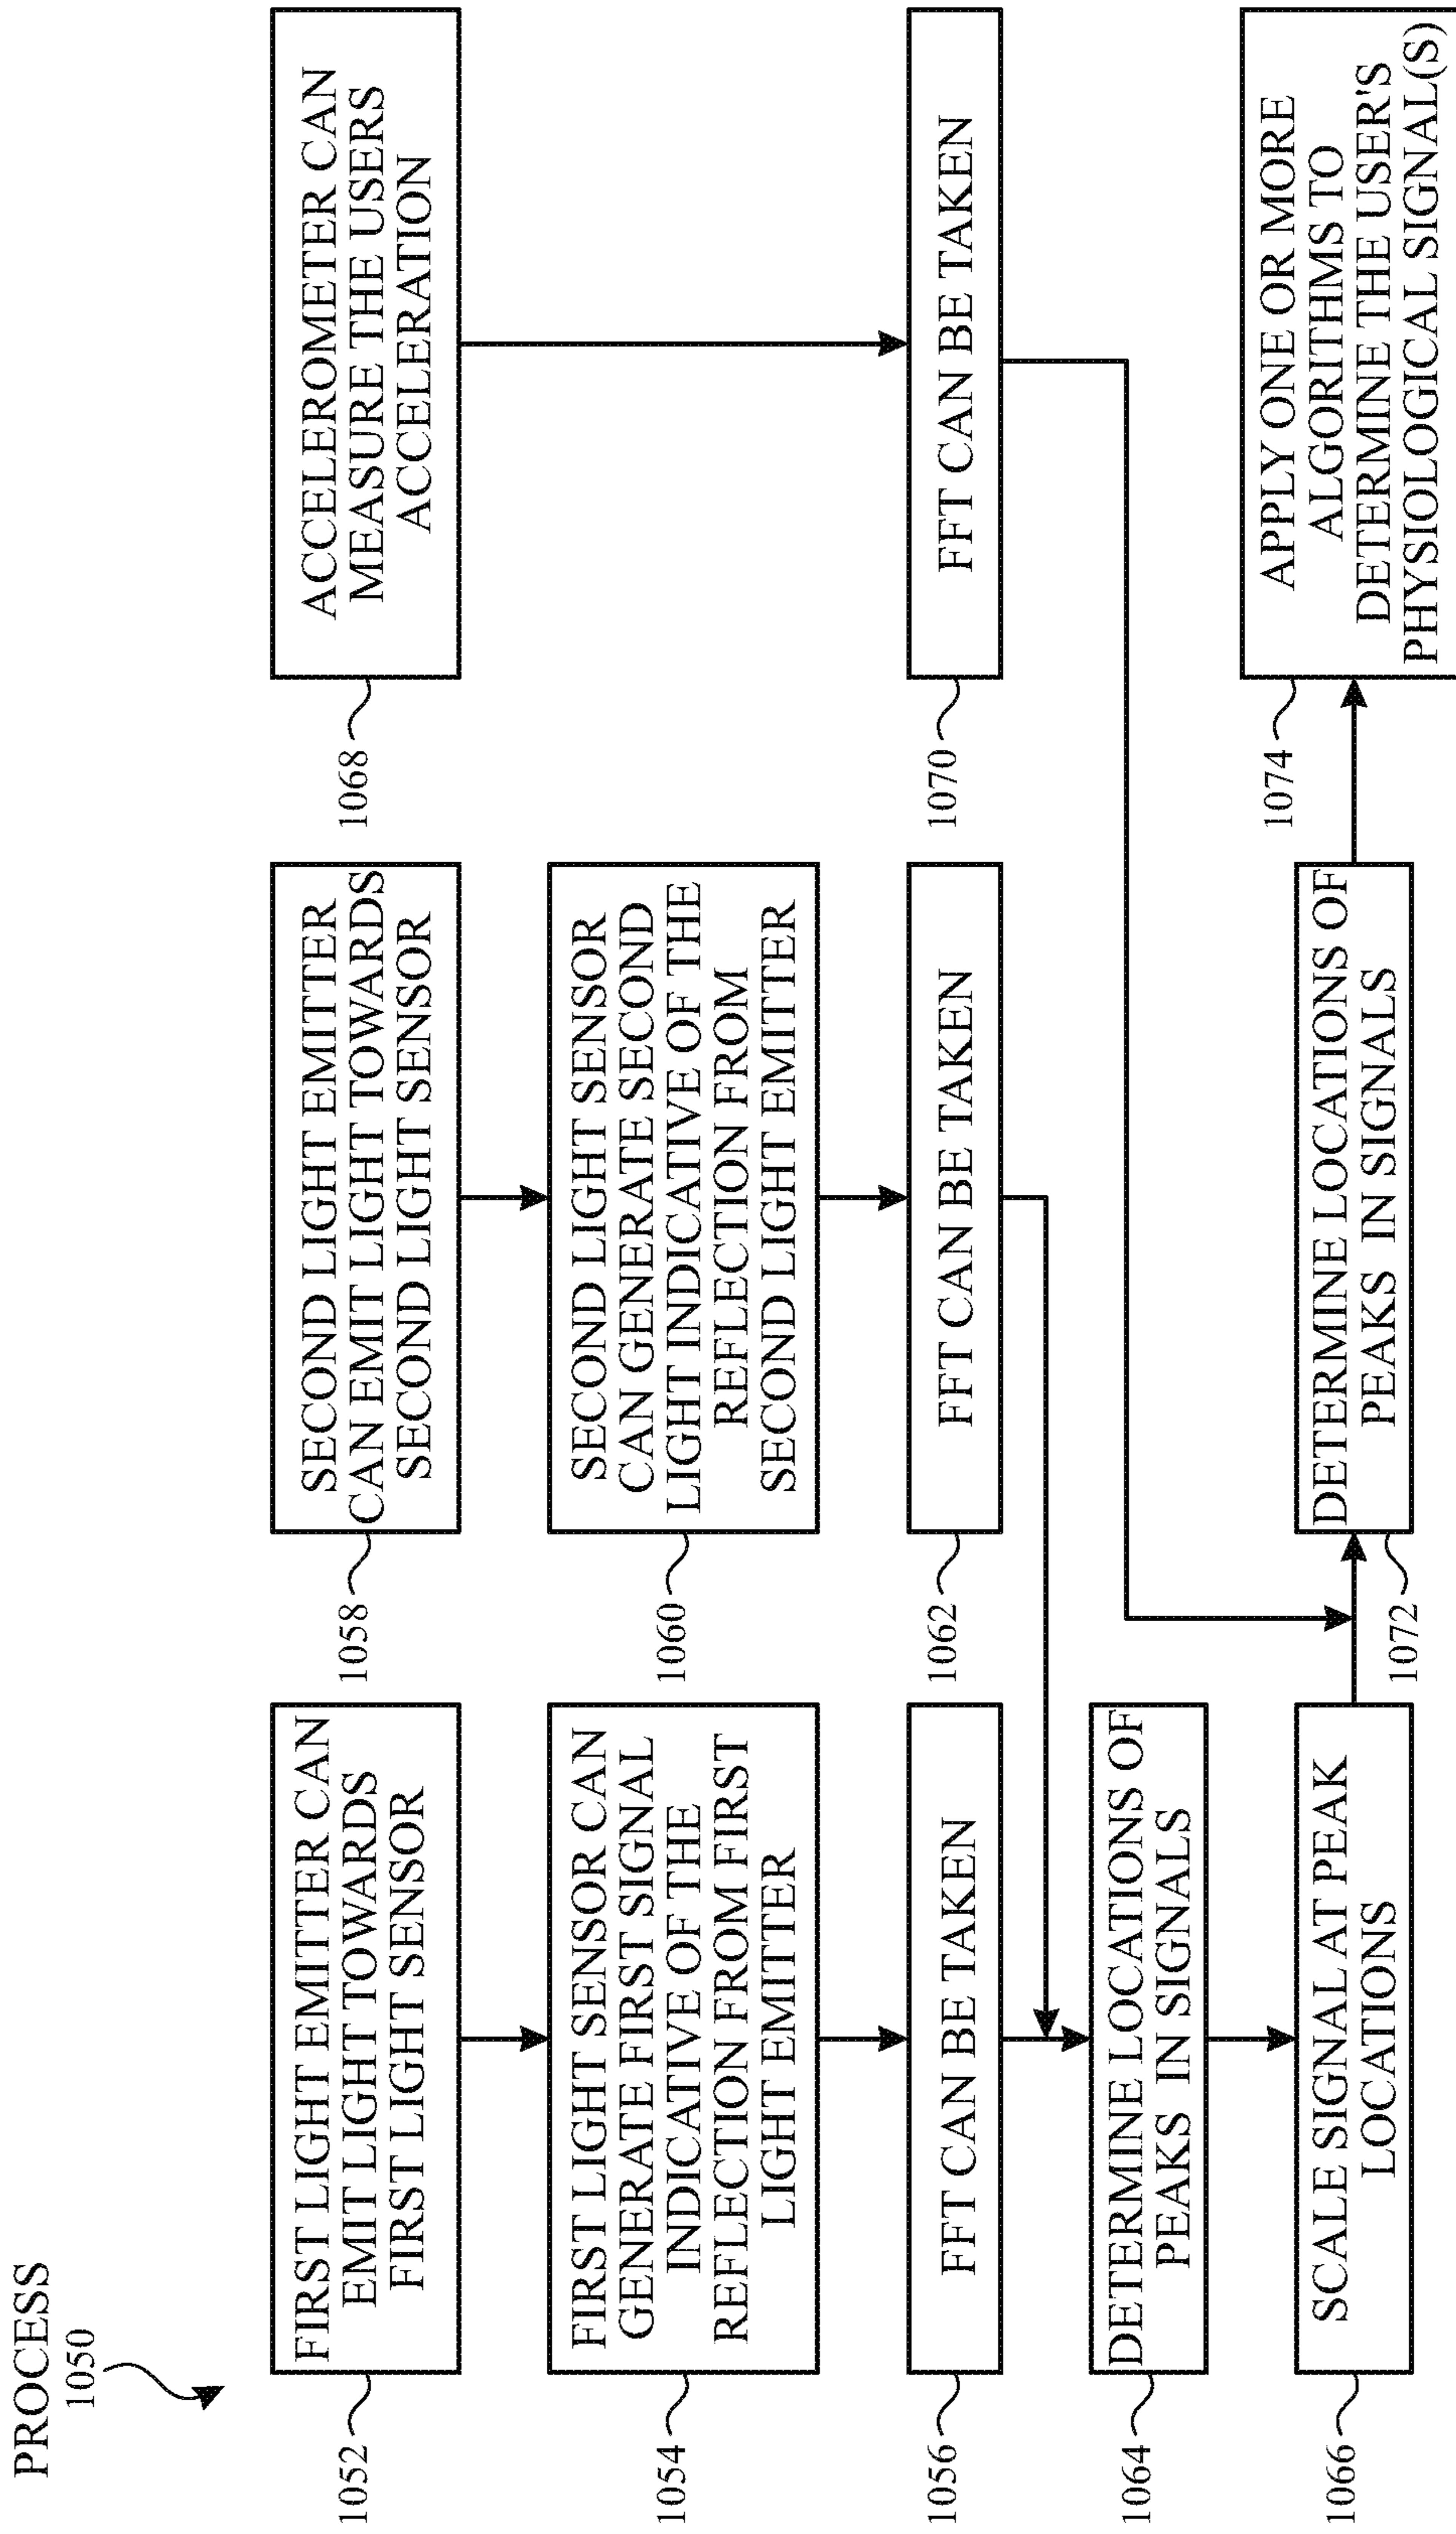 PROCESS
1050
1052
FIRST LIGHT EMITTER CAN
EMIT LIGHT TOWARDS
FIRST LIGHT SENSOR
1054
FIRST LIGHT SENSOR CAN
GENERATE FIRST SIGNAL
INDICATIVE OF THE
REFLECTION FROM FIRST
LIGHT EMITTER
1056
FFT CAN BE TAKEN
1064
DETERMINE LOCATIONS OF
PEAKS IN SIGNALS
1066
SCALE SIGNAL AT PEAK
LOCATIONS
1058
SECOND LIGHT EMITTER
CAN EMIT LIGHT TOWARDS
SECOND LIGHT SENSOR
1060
SECOND LIGHT SENSOR
CAN GENERATE SECOND
LIGHT INDICATIVE OF THE
REFLECTION FROM
SECOND LIGHT EMITTER
1062
FFT CAN BE TAKEN
1072
DETERMINE LOCATIONS OF
PEAKS IN SIGNALS
1068
ACCELEROMETER CAN
MEASURE THE USERS
ACCELERATION
1070
FFT CAN BE TAKEN
1074
APPLY ONE OR MORE
ALGORITHMS TO
DETERMINE THE USER'S
PHYSIOLOGICAL SIGNAL(S)